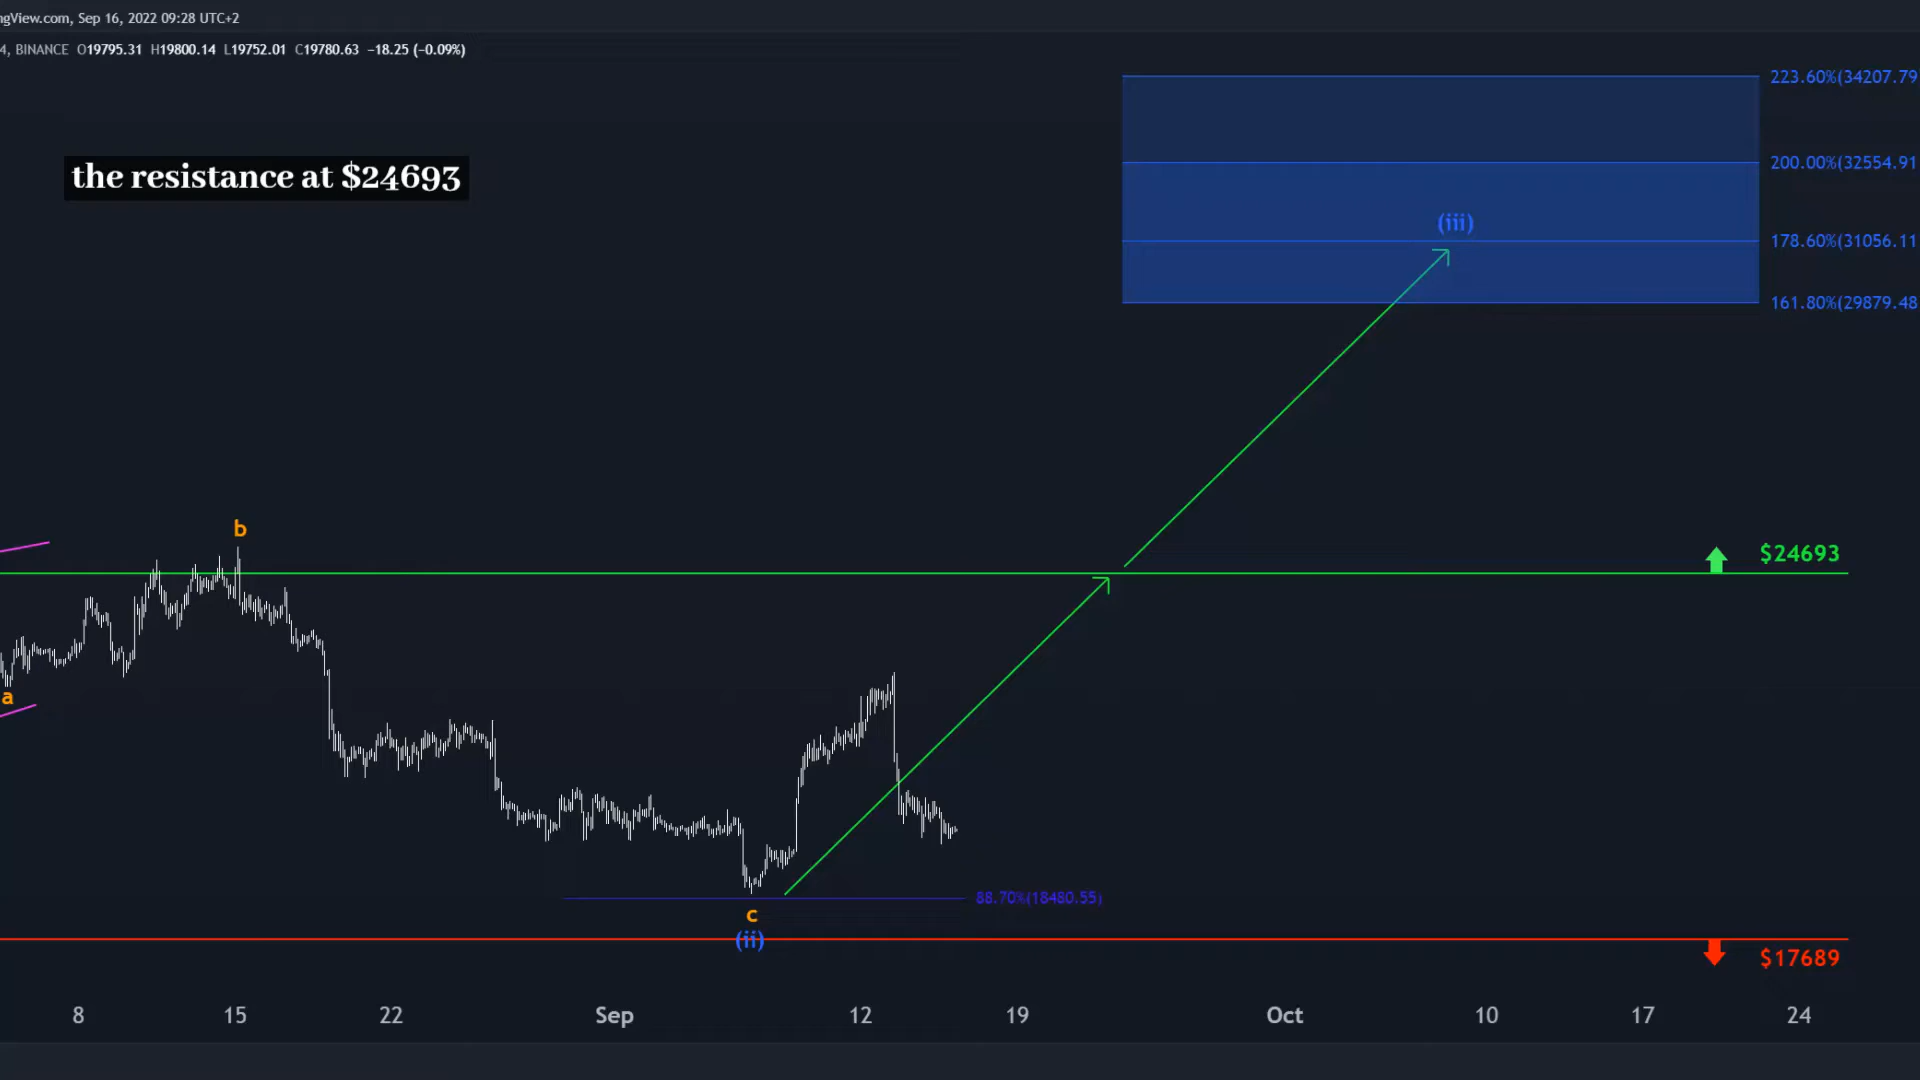 ngView.com, Sep 16, 2022 09:28 UTC+2
4, BINANCE O19795.31 H19800.14 L19752.01 C19780.63 −18.25 (−0.09%)
223.60%(34207.79
the resistance at $24693
200.00%(32554.91
(iii)
178.60%(31056.11
161.80%(29879.48
b
$24693
a
88.70%(18480.55)
c
(ii)
$17689
8 15 22 Sep 12 19 Oct 10 17 24